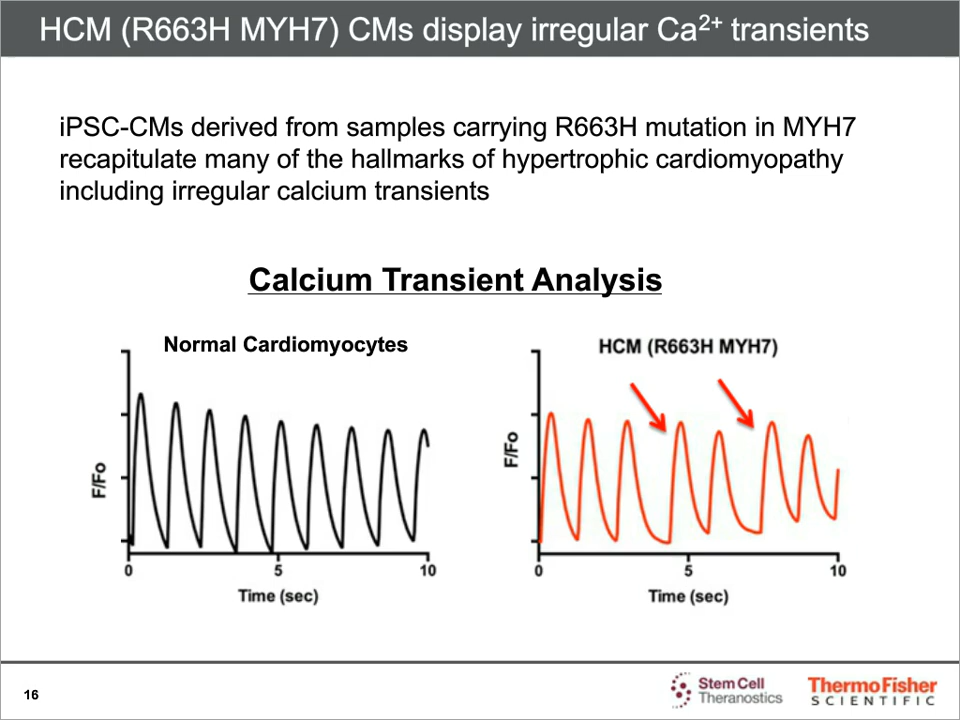 HCM (R663H MYH7) CMs display irregular Ca²⁺ transients
iPSC-CMs derived from samples carrying R663H mutation in MYH7
recapitulate many of the hallmarks of hypertrophic cardiomyopathy
including irregular calcium transients
Calcium Transient Analysis
Normal Cardiomyocytes
F/Fo
0 5 10
Time (sec)
HCM (R663H MYH7)
F/Fo
0 5 10
Time (sec)
16
Stem Cell
Theranostics
ThermoFisher
SCIENTIFIC